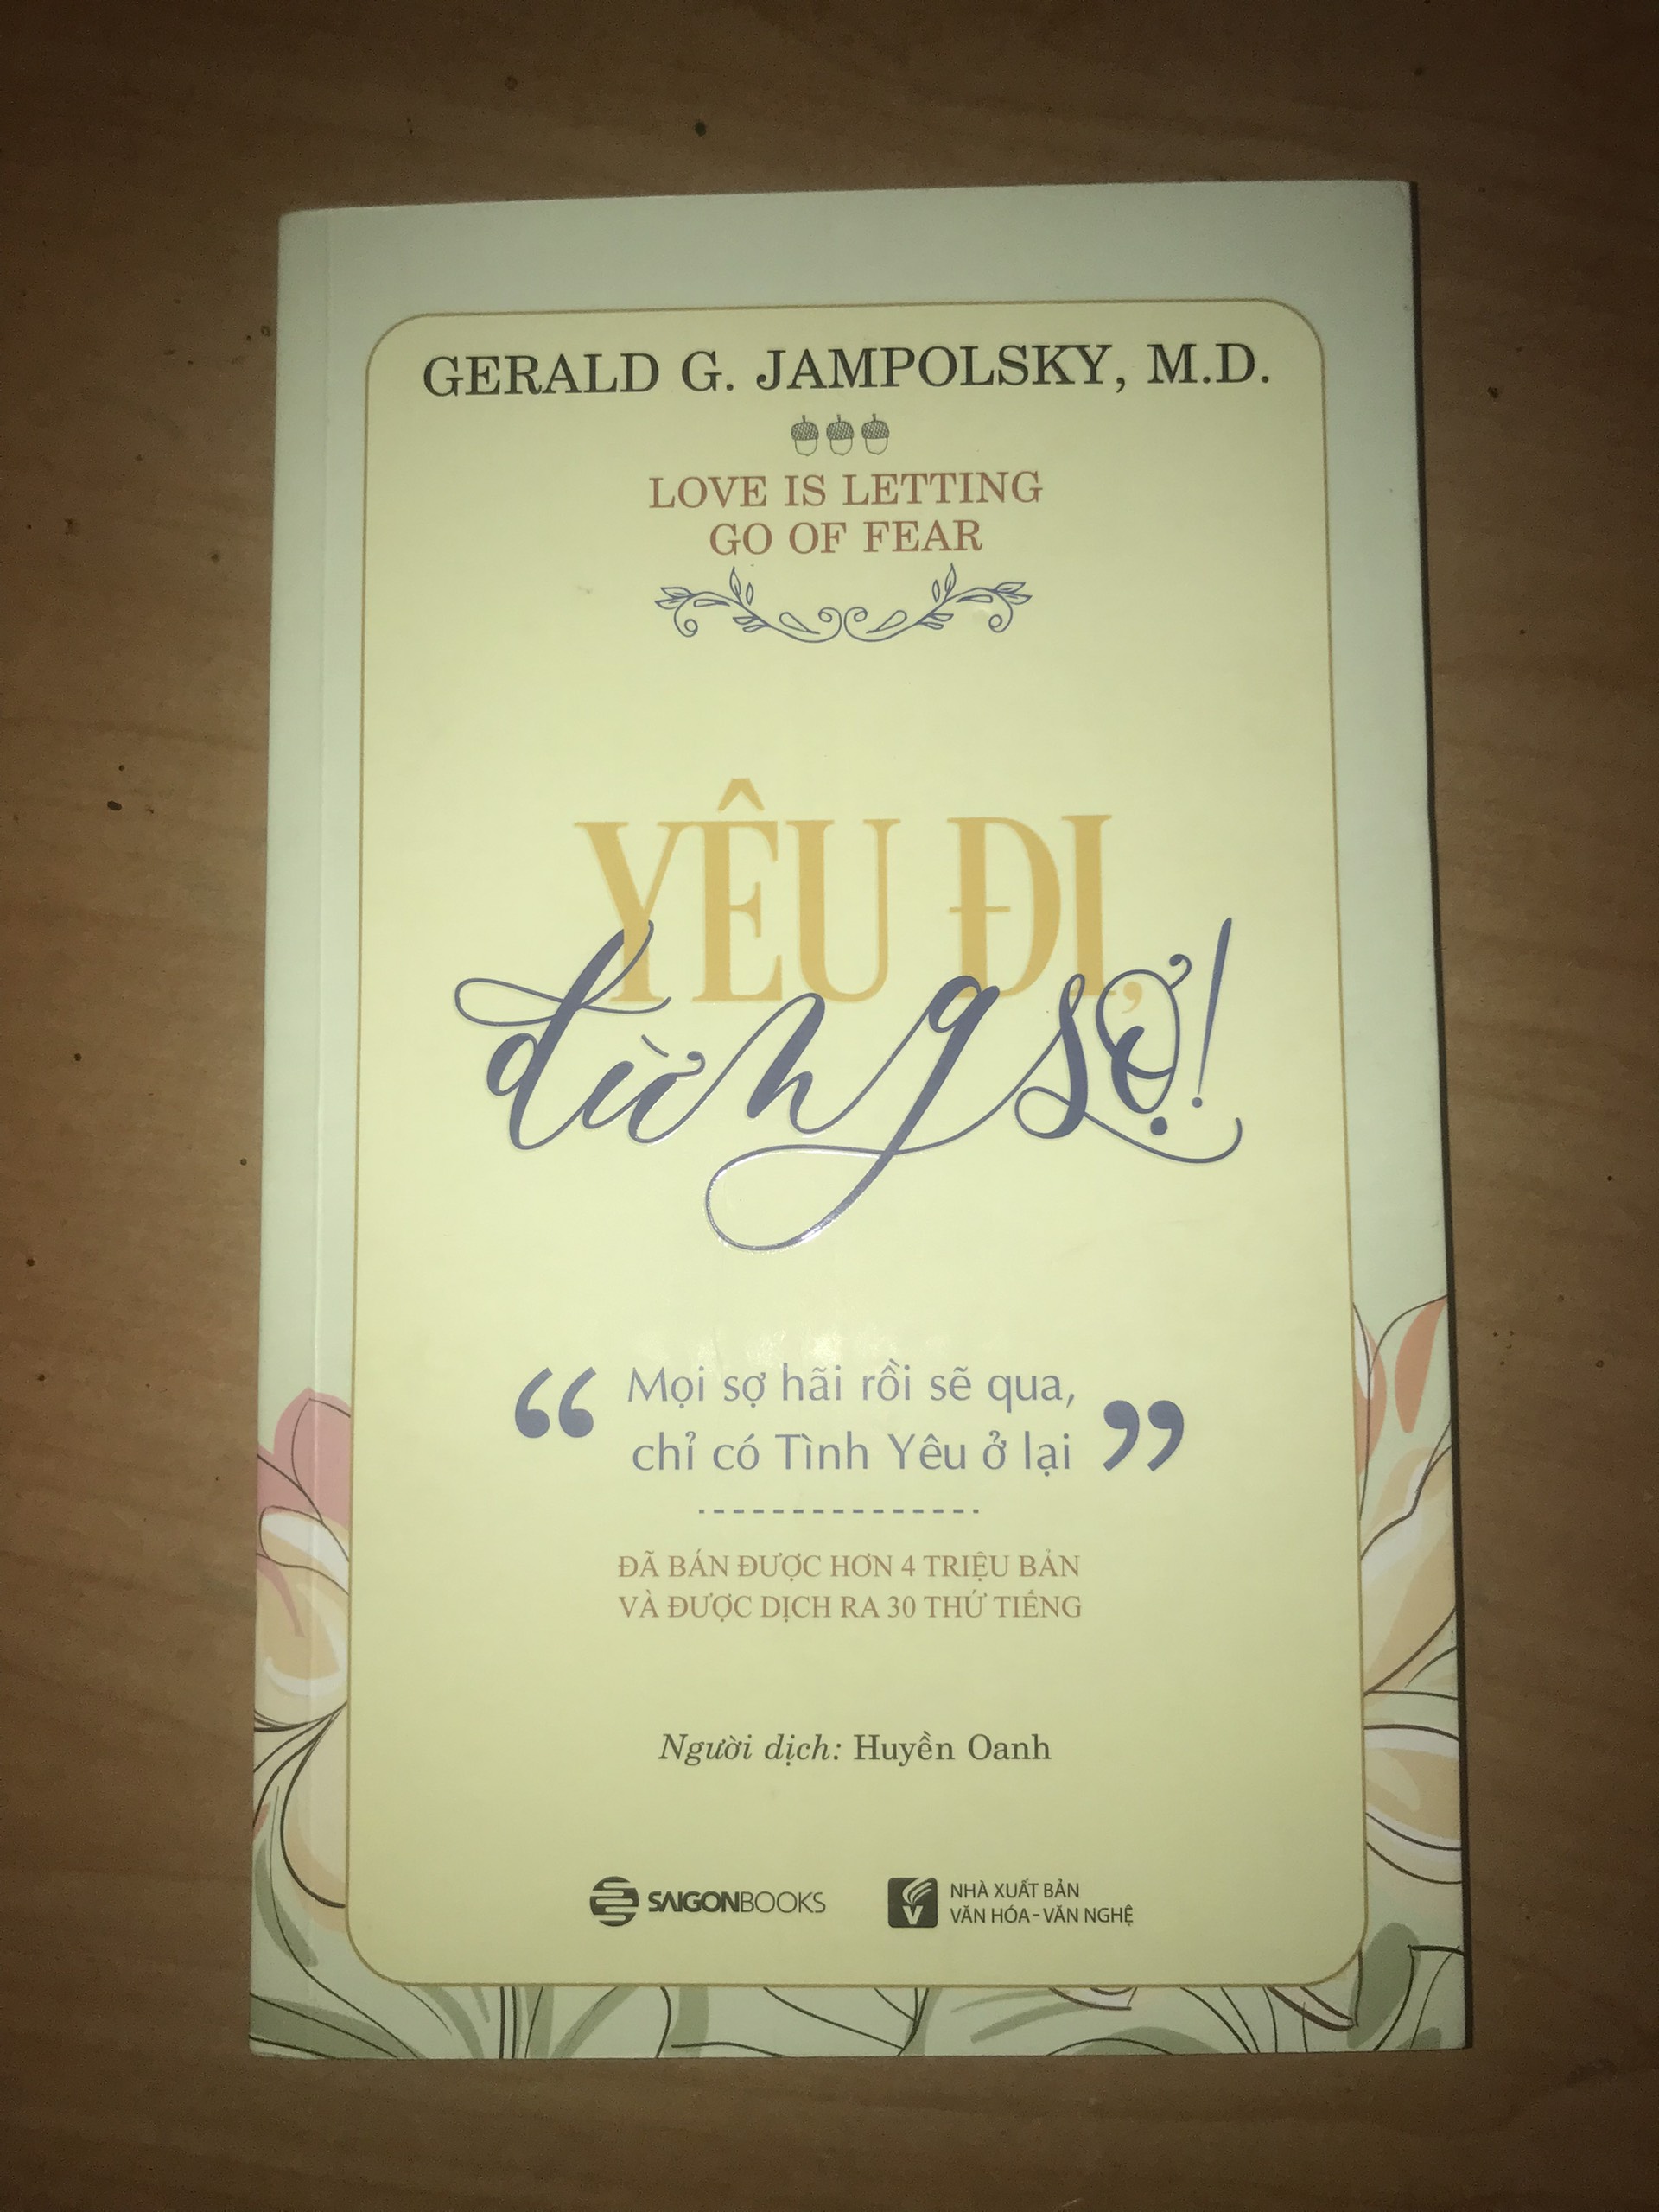 GERALD G. JAMPOLSKY, M.D.
LOVE IS LETTING
GO OF FEAR
YÊU ĐI,
đừng sợ!
“ Mọi sợ hãi rồi sẽ qua,
chỉ có Tình Yêu ở lại ”
ĐÃ BÁN ĐƯỢC HƠN 4 TRIỆU BẢN
VÀ ĐƯỢC DỊCH RA 30 THỨ TIẾNG
Người dịch: Huyền Oanh
SAIGONBOOKS
NHÀ XUẤT BẢN
VĂN HÓA - VĂN NGHỆ